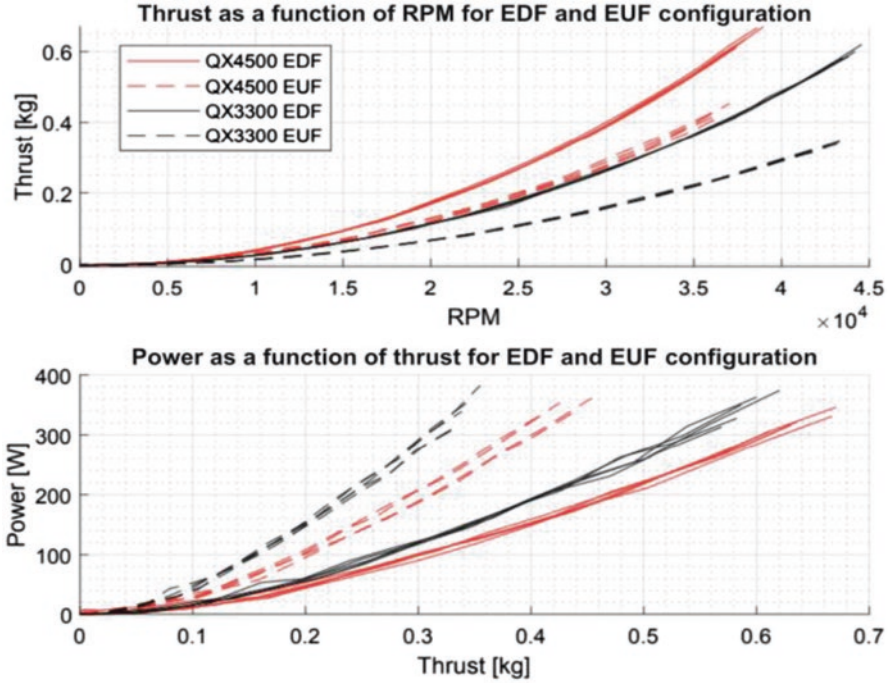 Thrust as a function of RPM for EDF and EUF configuration
Thrust [kg]
0.6
0.4
0.2
0
QX4500 EDF
QX4500 EUF
QX3300 EDF
QX3300 EUF
0 0.5 1 1.5 2 2.5 3 3.5 4 4.5
RPM
×10⁴
Power as a function of thrust for EDF and EUF configuration
Power [W]
400
300
200
100
0
0 0.1 0.2 0.3 0.4 0.5 0.6 0.7
Thrust [kg]